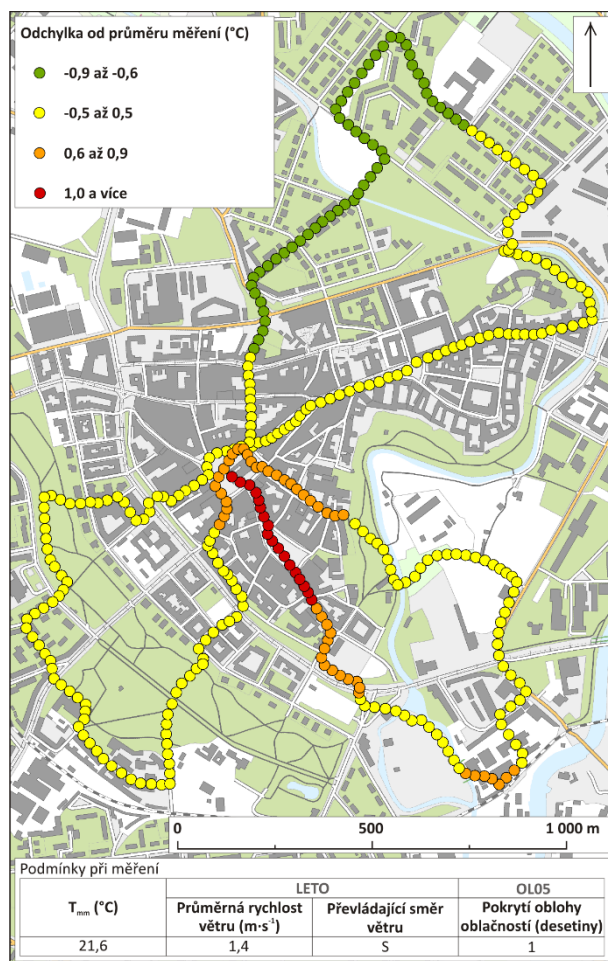 Odchylka od průměru měření (°C)
-0,9 až -0,6
-0,5 až 0,5
0,6 až 0,9
1,0 a více
0 500 1 000 m
Podmínky při měření
LETO OL05
Tmm (°C) Průměrná rychlost větru (m·s-¹) Převládající směr větru Pokrytí oblohy oblačností (desetiny)
21,6 1,4 S 1